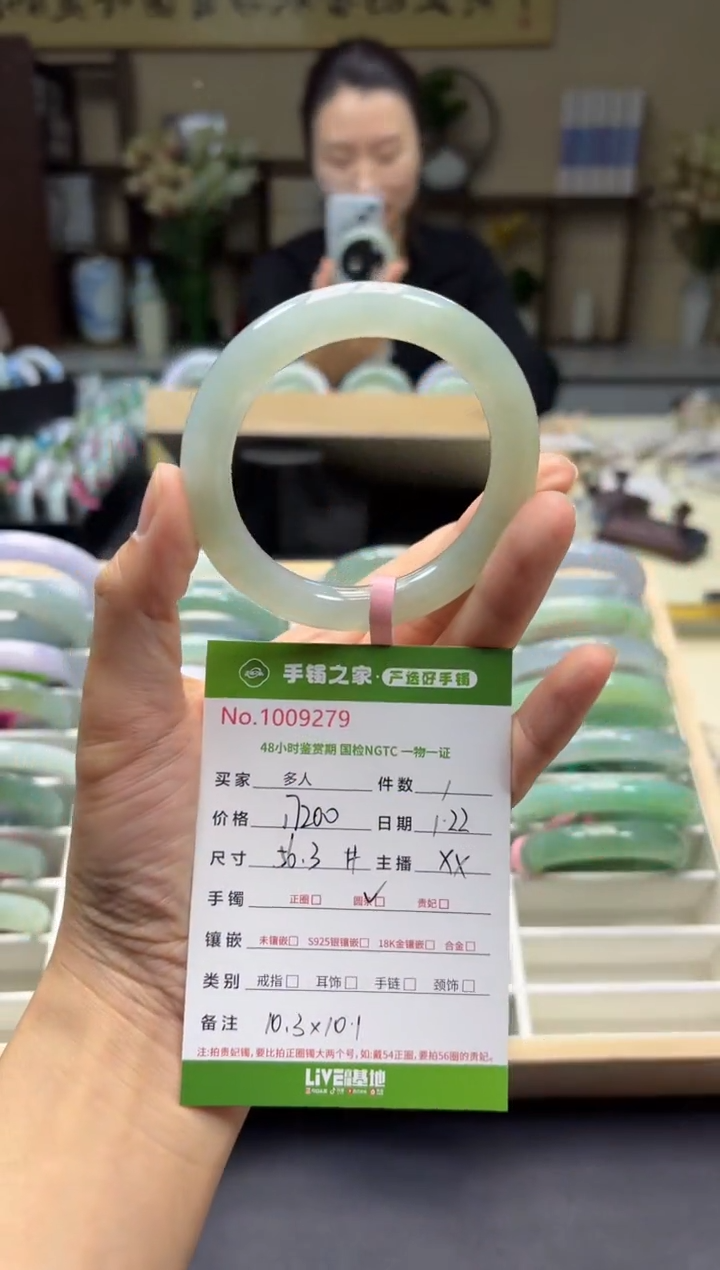 手镯之家·严选好手镯
No.1009279
48小时鉴赏期 国检NGTC 一物一证
买家 多人 件数 1
价格 7200 日期 1.22
尺寸 56.3 # 主播 XX
手镯 正圈□ 圆条□ 贵妃□
镶嵌 未镶嵌□ S925银镶嵌□ 18K金镶嵌□ 合金□
类别 戒指□ 耳饰□ 手链□ 颈饰□
备注 10.3×10.1
注:拍贵妃镯,要比拍正圈镯大两个号,如:戴54正圈,要拍56圈的贵妃。
LIVE 基地